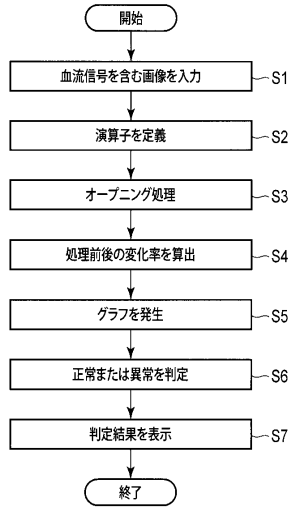 開始
血流信号を含む画像を入力 S1
演算子を定義 S2
オープニング処理 S3
処理前後の変化率を算出 S4
グラフを発生 S5
正常または異常を判定 S6
判定結果を表示 S7
終了